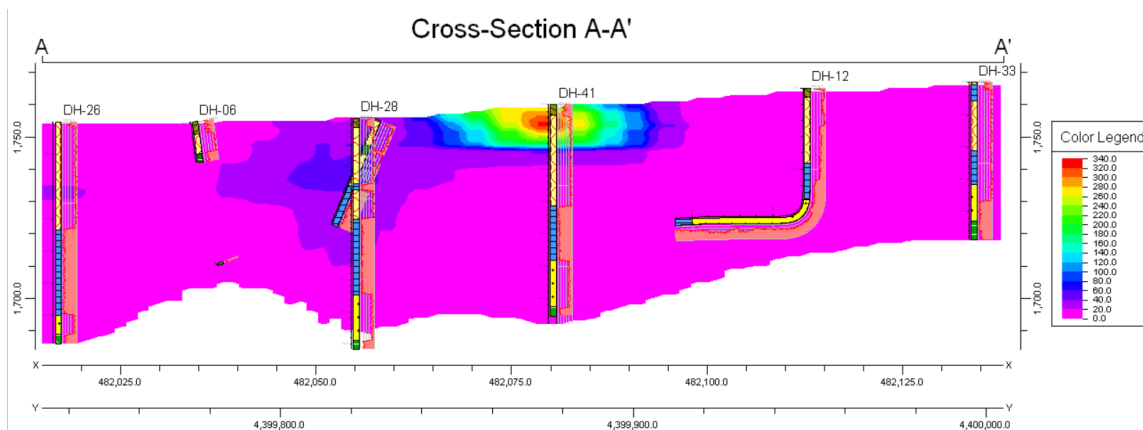 Cross-Section A-A'
A
A'
DH-26
DH-06
DH-28
DH-41
DH-12
DH-33
1,750.0
1,750.0
1,700.0
1,700.0
Color Legend
340.0
320.0
300.0
280.0
260.0
240.0
220.0
200.0
180.0
160.0
140.0
120.0
100.0
80.0
60.0
40.0
20.0
0.0
X
482,025.0
482,050.0
482,075.0
482,100.0
482,125.0
X
Y
4,399,800.0
4,399,900.0
4,400,000.0
Y